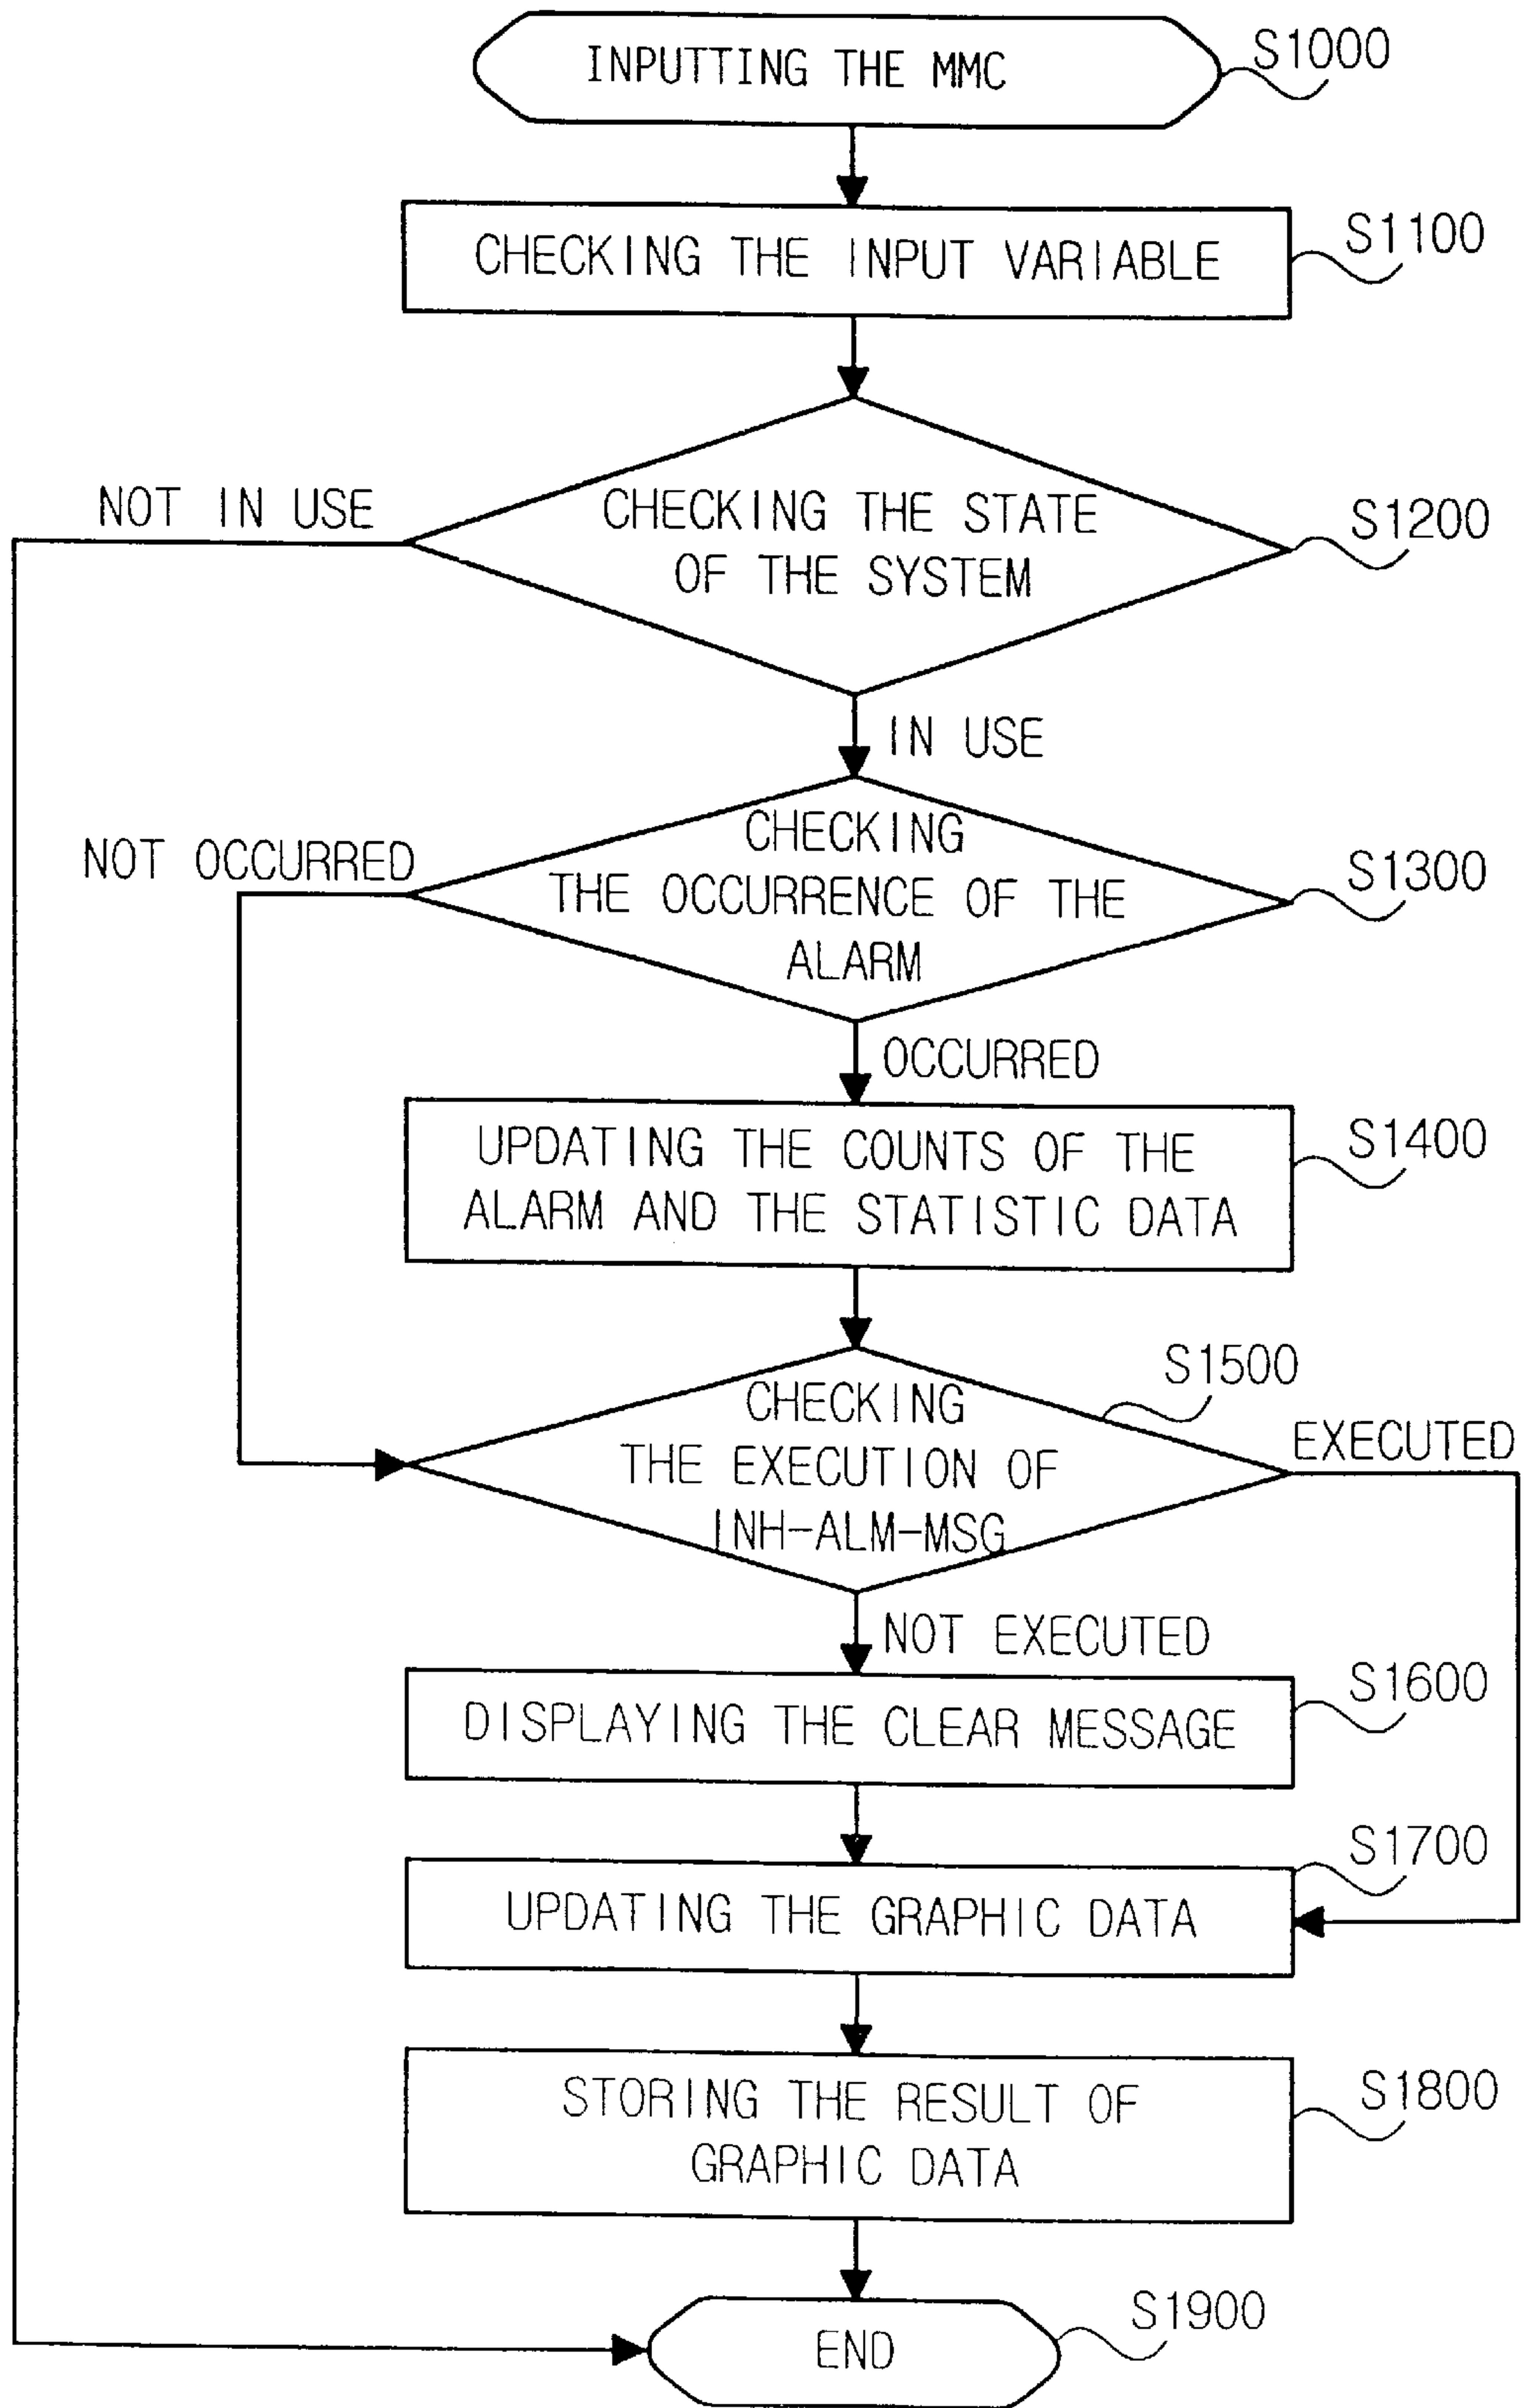 INPUTTING THE MMC
S1000
CHECKING THE INPUT VARIABLE
S1100
NOT IN USE
CHECKING THE STATE
OF THE SYSTEM
S1200
IN USE
NOT OCCURRED
CHECKING
THE OCCURRENCE OF THE
ALARM
S1300
OCCURRED
UPDATING THE COUNTS OF THE
ALARM AND THE STATISTIC DATA
S1400
S1500
CHECKING
THE EXECUTION OF
INH-ALM-MSG
EXECUTED
NOT EXECUTED
DISPLAYING THE CLEAR MESSAGE
S1600
UPDATING THE GRAPHIC DATA
S1700
STORING THE RESULT OF
GRAPHIC DATA
S1800
END
S1900